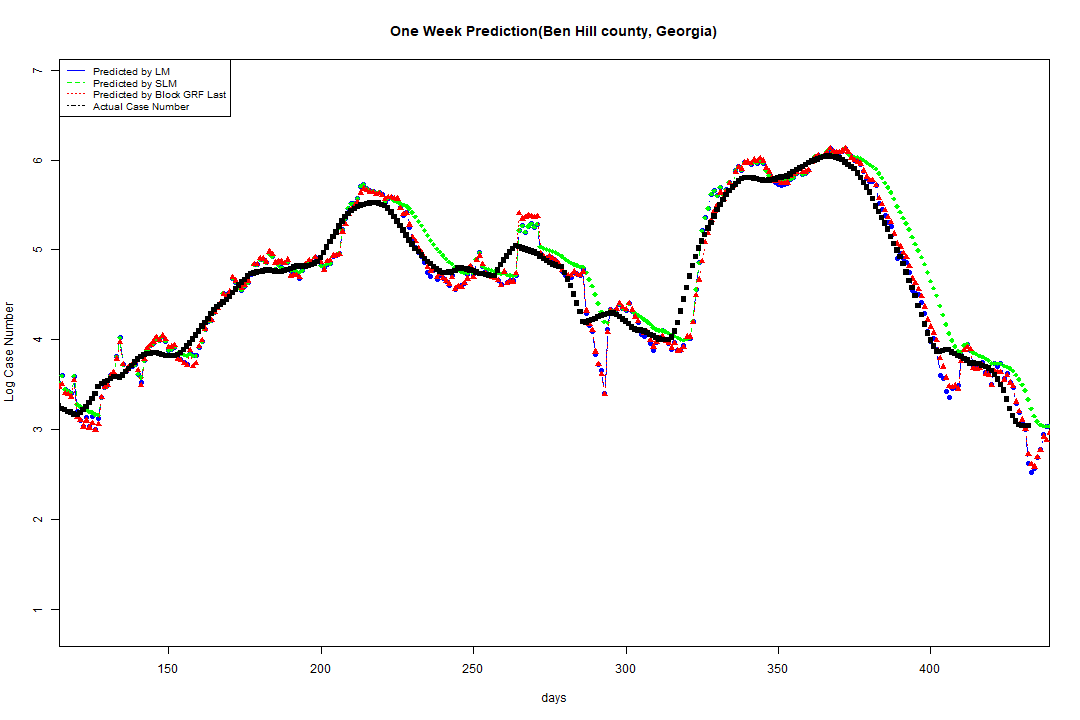 One Week Prediction(Ben Hill county, Georgia)
Predicted by LM
Predicted by SLM
Predicted by Block GRF Last
Actual Case Number
7
6
5
4
3
2
1
Log Case Number
150
200
250
300
350
400
days